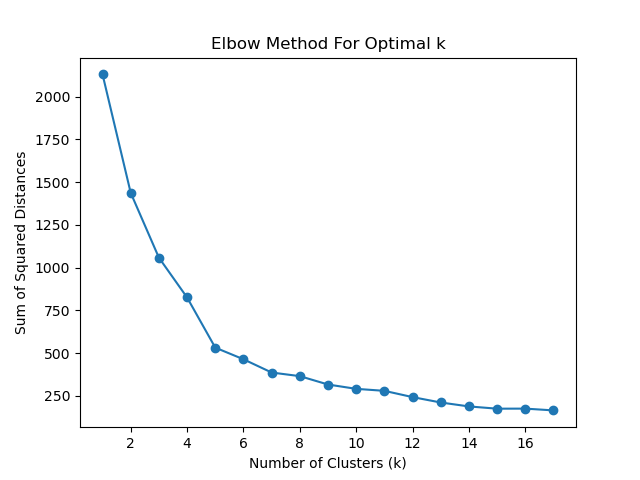 Elbow Method For Optimal k
2000
1750
1500
1250
1000
750
500
250
Sum of Squared Distances
2 4 6 8 10 12 14 16
Number of Clusters (k)